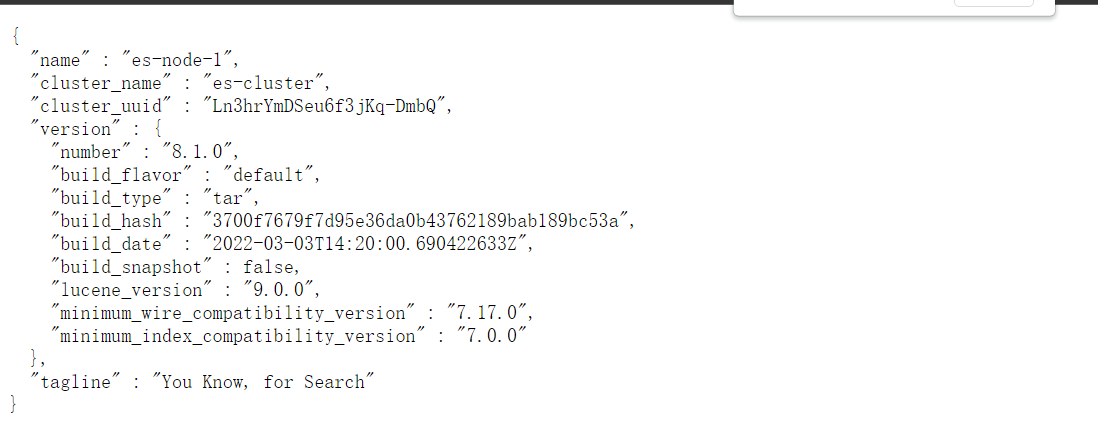 {
"name" : "es-node-1",
"cluster_name" : "es-cluster",
"cluster_uuid" : "Ln3hrYmDSeu6f3jKq-DmbQ",
"version" : {
"number" : "8.1.0",
"build_flavor" : "default",
"build_type" : "tar",
"build_hash" : "3700f7679f7d95e36da0b43762189bab189bc53a",
"build_date" : "2022-03-03T14:20:00.690422633Z",
"build_snapshot" : false,
"lucene_version" : "9.0.0",
"minimum_wire_compatibility_version" : "7.17.0",
"minimum_index_compatibility_version" : "7.0.0"
},
"tagline" : "You Know, for Search"
}